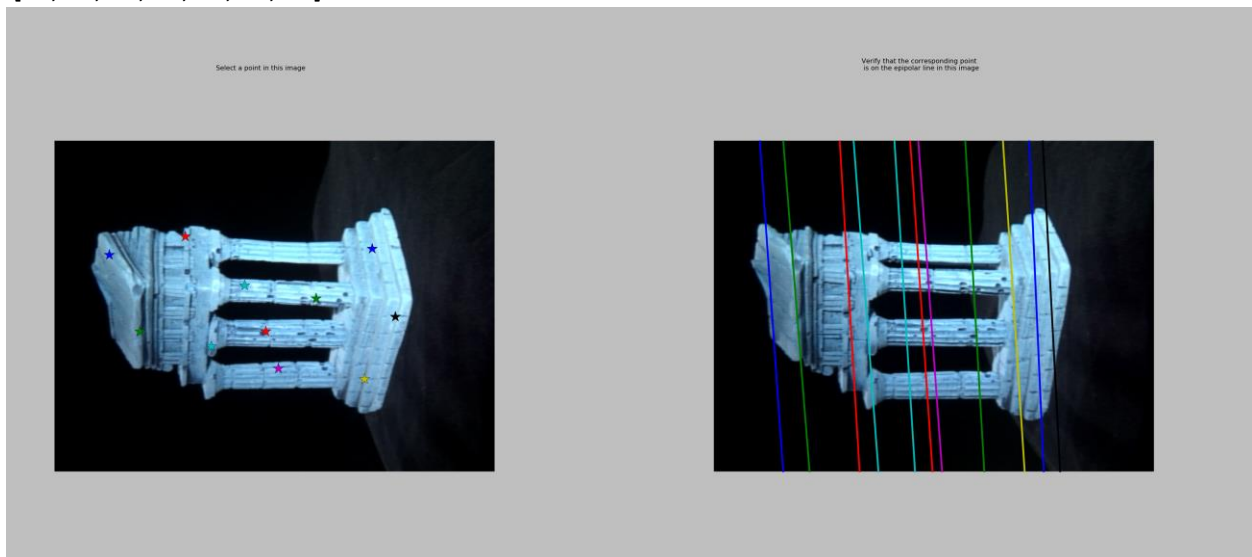 Select a point in this image
Verify that the corresponding point
is on the epipolar line in this image